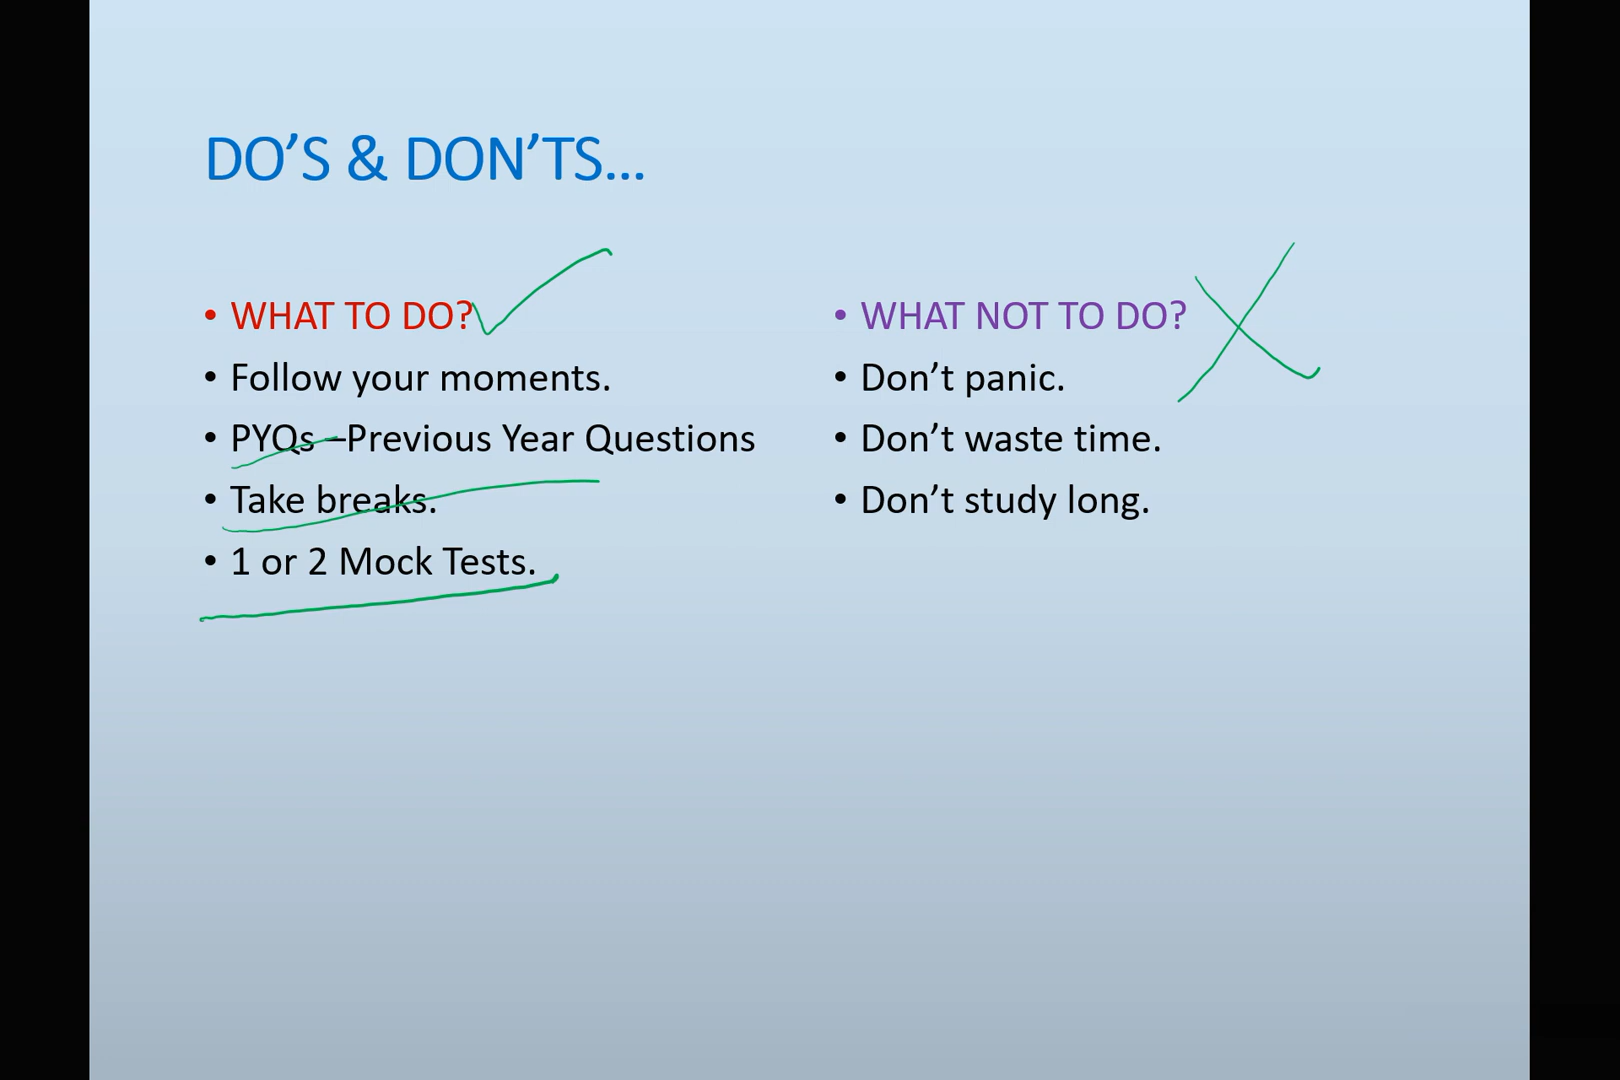 DO’S & DON’TS...
• WHAT TO DO?
• Follow your moments.
• PYQs –Previous Year Questions
• Take breaks.
• 1 or 2 Mock Tests.
• WHAT NOT TO DO?
• Don’t panic.
• Don’t waste time.
• Don’t study long.